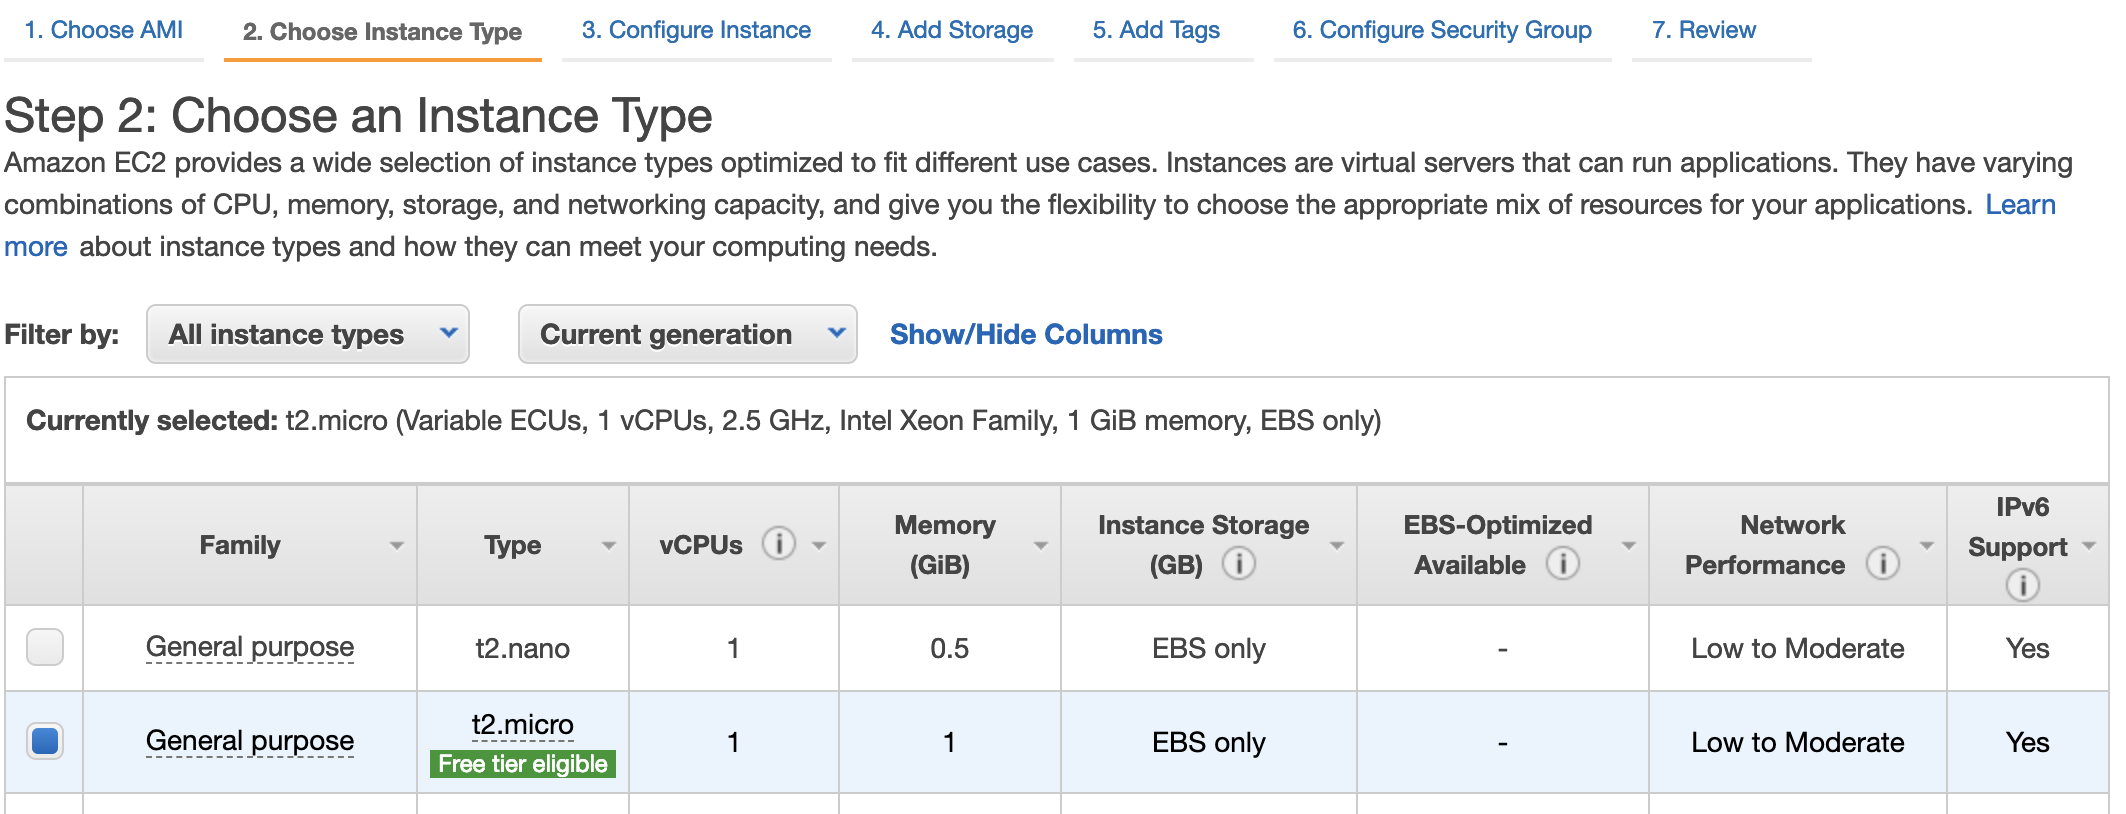 1. Choose AMI 2. Choose Instance Type 3. Configure Instance 4. Add Storage 5. Add Tags 6. Configure Security Group 7. Review
Step 2: Choose an Instance Type
Amazon EC2 provides a wide selection of instance types optimized to fit different use cases. Instances are virtual servers that can run applications. They have varying
combinations of CPU, memory, storage, and networking capacity, and give you the flexibility to choose the appropriate mix of resources for your applications. Learn
more about instance types and how they can meet your computing needs.
Filter by: All instance types Current generation Show/Hide Columns
Currently selected: t2.micro (Variable ECUs, 1 vCPUs, 2.5 GHz, Intel Xeon Family, 1 GiB memory, EBS only)
Family Type vCPUs i Memory (GiB) Instance Storage (GB) i EBS-Optimized Available i Network Performance i IPv6 Support i
General purpose t2.nano 1 0.5 EBS only - Low to Moderate Yes
General purpose t2.micro Free tier eligible 1 1 EBS only - Low to Moderate Yes